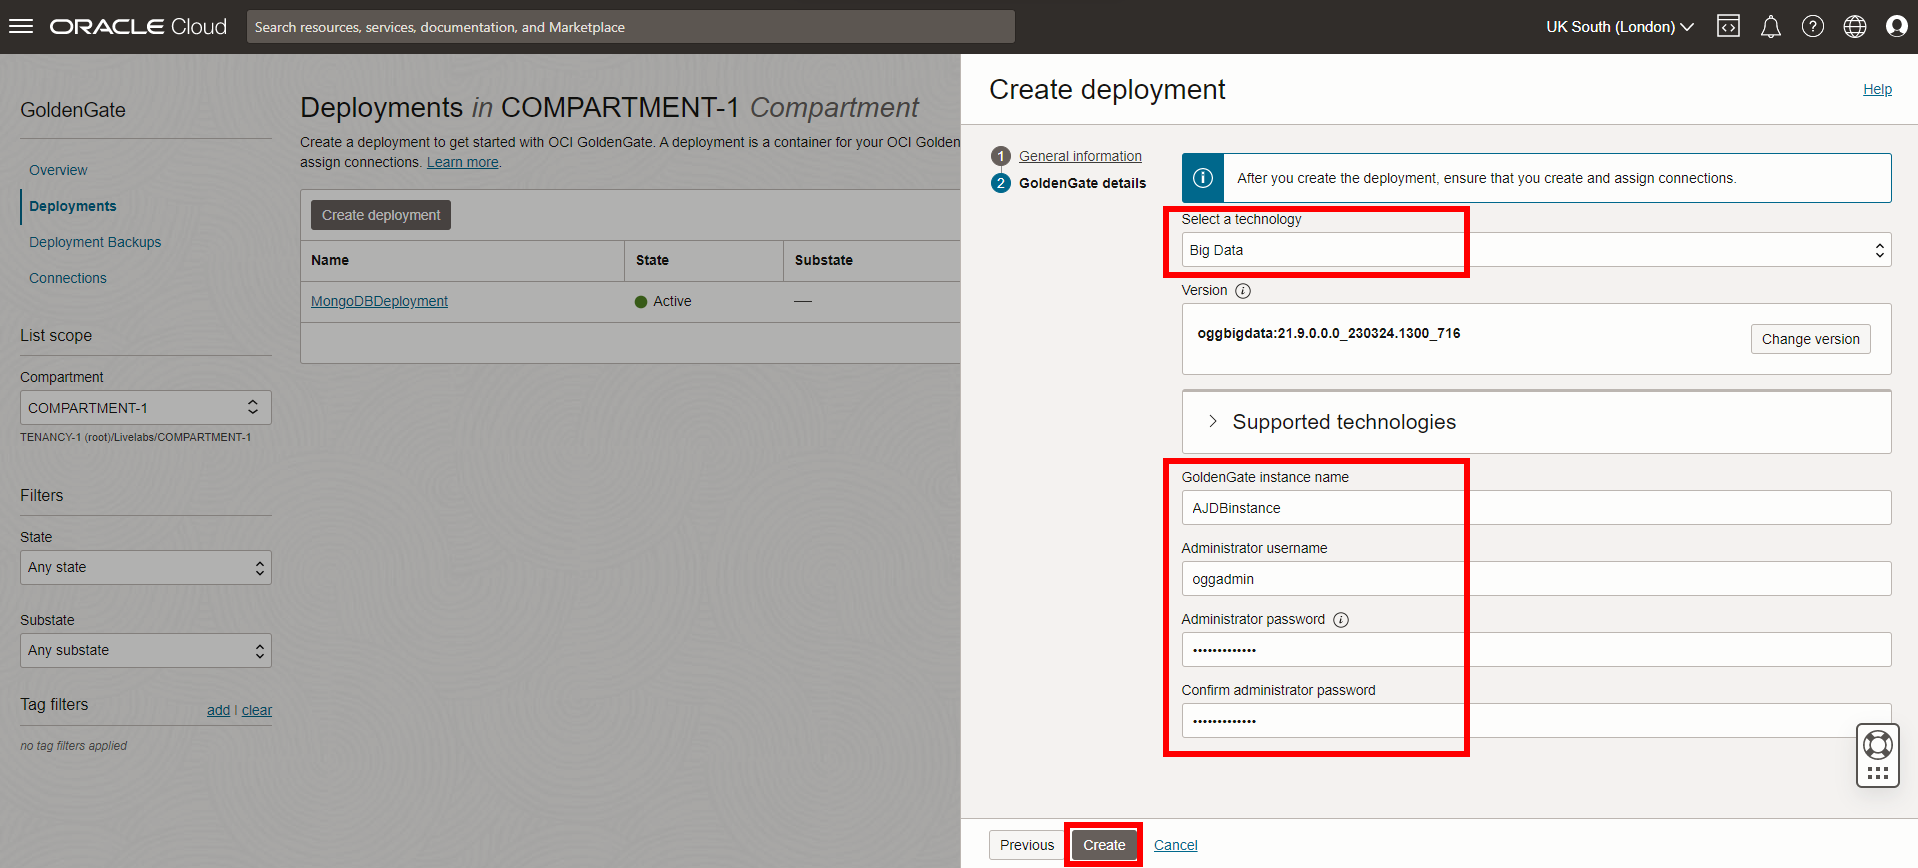 ORACLE Cloud
Search resources, services, documentation, and Marketplace
UK South (London)
GoldenGate
Overview
Deployments
Deployment Backups
Connections
List scope
Compartment
COMPARTMENT-1
TENANCY-1 (root)/Livelabs/COMPARTMENT-1
Filters
State
Any state
Substate
Any substate
Tag filters
add | clear
no tag filters applied
Deployments in COMPARTMENT-1 Compartment
Create a deployment to get started with OCI GoldenGate. A deployment is a container for your OCI Golden
assign connections. Learn more.
Create deployment
Name State Substate
MongoDBDeployment Active —
Create deployment
Help
1 General information
2 GoldenGate details
After you create the deployment, ensure that you create and assign connections.
Select a technology
Big Data
Version
oggbigdata:21.9.0.0.0_230324.1300_716
Change version
Supported technologies
GoldenGate instance name
AJDBinstance
Administrator username
oggadmin
Administrator password
•••••••••••••
Confirm administrator password
•••••••••••••
Previous Create Cancel